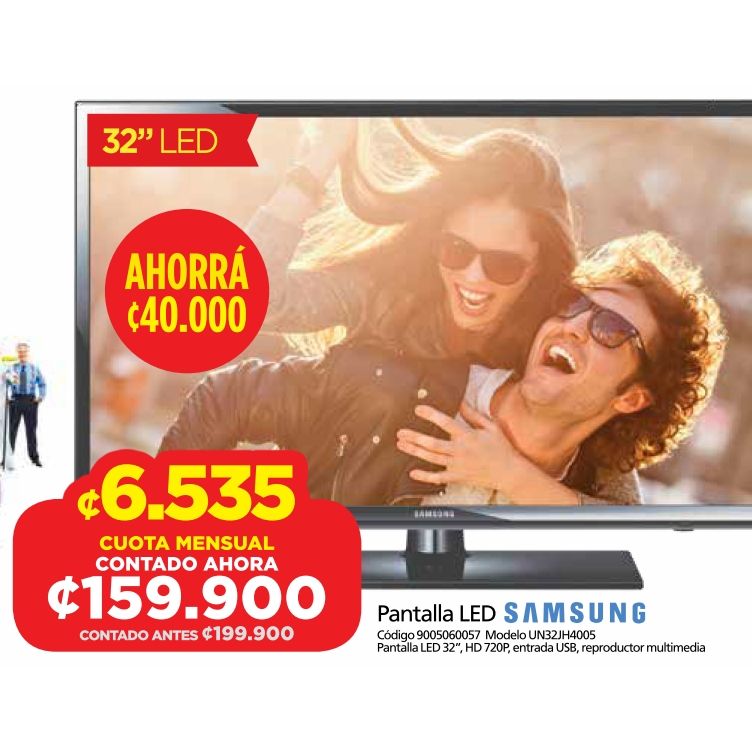 32” LED
AHORRÁ
¢40.000
SAMSUNG
¢6.535
CUOTA MENSUAL
CONTADO AHORA
¢159.900
CONTADO ANTES ¢199.900
Pantalla LED SAMSUNG
Código 9005060057 Modelo UN32JH4005
Pantalla LED 32”, HD 720P, entrada USB, reproductor multimedia